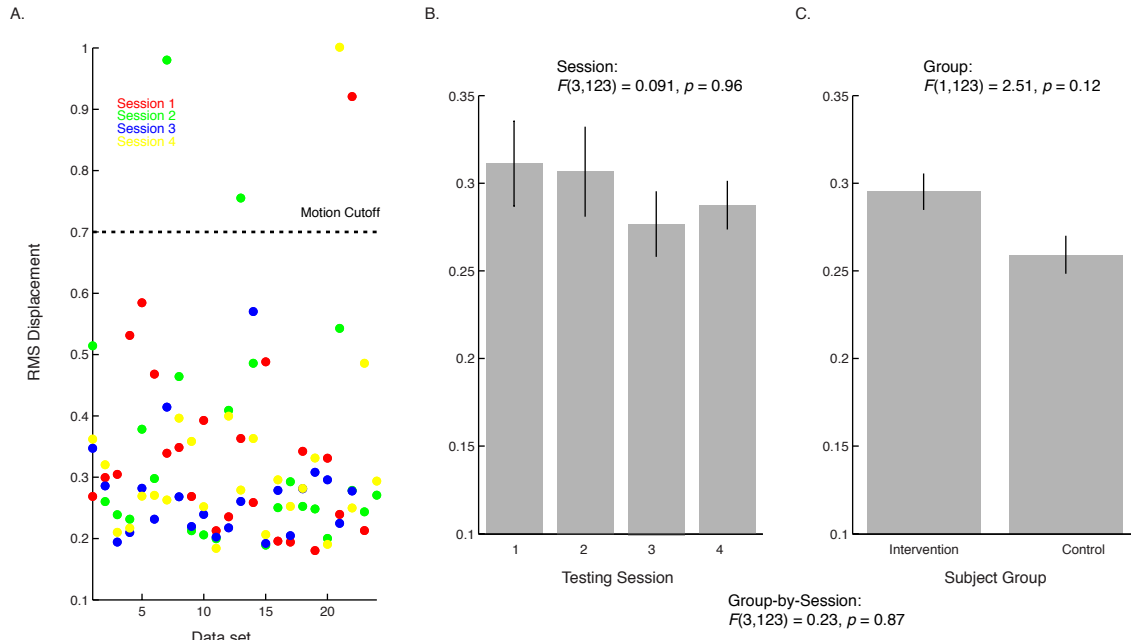 A.
B.
C.
Session:
F(3,123) = 0.091, p = 0.96
Group:
F(1,123) = 2.51, p = 0.12
1
0.9
0.8
0.7
0.6
0.5
0.4
0.3
0.2
0.1
RMS Displacement
Session 1
Session 2
Session 3
Session 4
Motion Cutoff
5
10
15
20
Data set
0.35
0.3
0.25
0.2
0.15
0.1
1
2
3
4
Testing Session
0.35
0.3
0.25
0.2
0.15
0.1
Intervention
Control
Subject Group
Group-by-Session:
F(3,123) = 0.23, p = 0.87